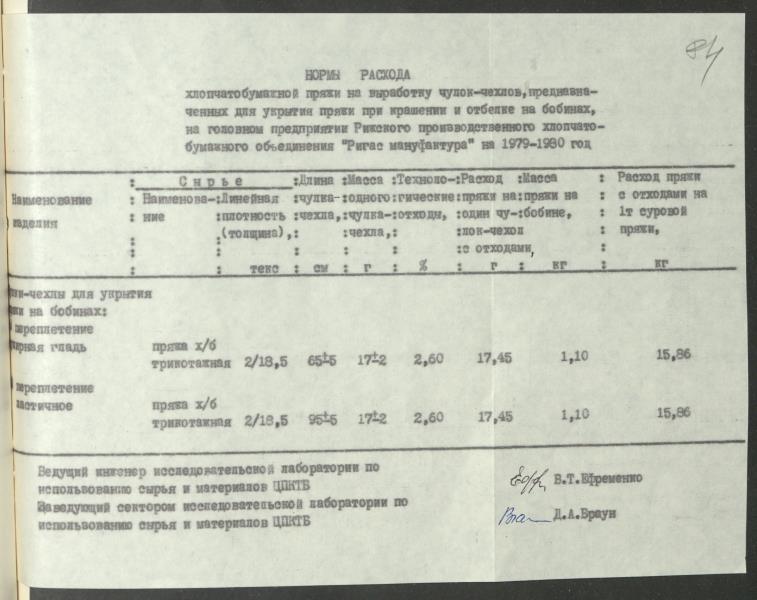 84
НОРМЫ РАСХОДА
хлопчатобумажной пряжи на выработку чулок-чехлов, предназна-
ченных для укрытия пряжи при крашении и отбелке на бобинах,
на головном предприятии Рижского производственного хлопчато-
бумажного объединения "Ригас мануфактура" на 1979-1980 год
: Сырье :Длина :Масса :Техноло-:Расход :Масса : Расход пряжи
Наименование : Наименова-:Линейная :чулка-:одного:гические:пряжи на:пряжи на : с отходами на
изделия ние :плотность :чехла,:чулка-:отходы, :один чу-:бобине, : 1т суровой
: :(толщина),: :чехла,: :лок-чехол : пряжи,
: : : : : :с отходами, :
: : текс : см : г : % : г : кг : кг
ки-чехлы для укрытия
жи на бобинах:
переплетение
ирная гладь пряжа х/б
трикотажная 2/18,5 65±5 17±2 2,60 17,45 1,10 15,86
переплетение
ластичное пряжа х/б
трикотажная 2/18,5 95±5 17±2 2,60 17,45 1,10 15,86
Ведущий инженер исследовательской лаборатории по
использованию сырья и материалов ЦПКТБ В.Т.Ефременко
Заведующий сектором исследовательской лаборатории по
использованию сырья и материалов ЦПКТБ Д.А.Браун